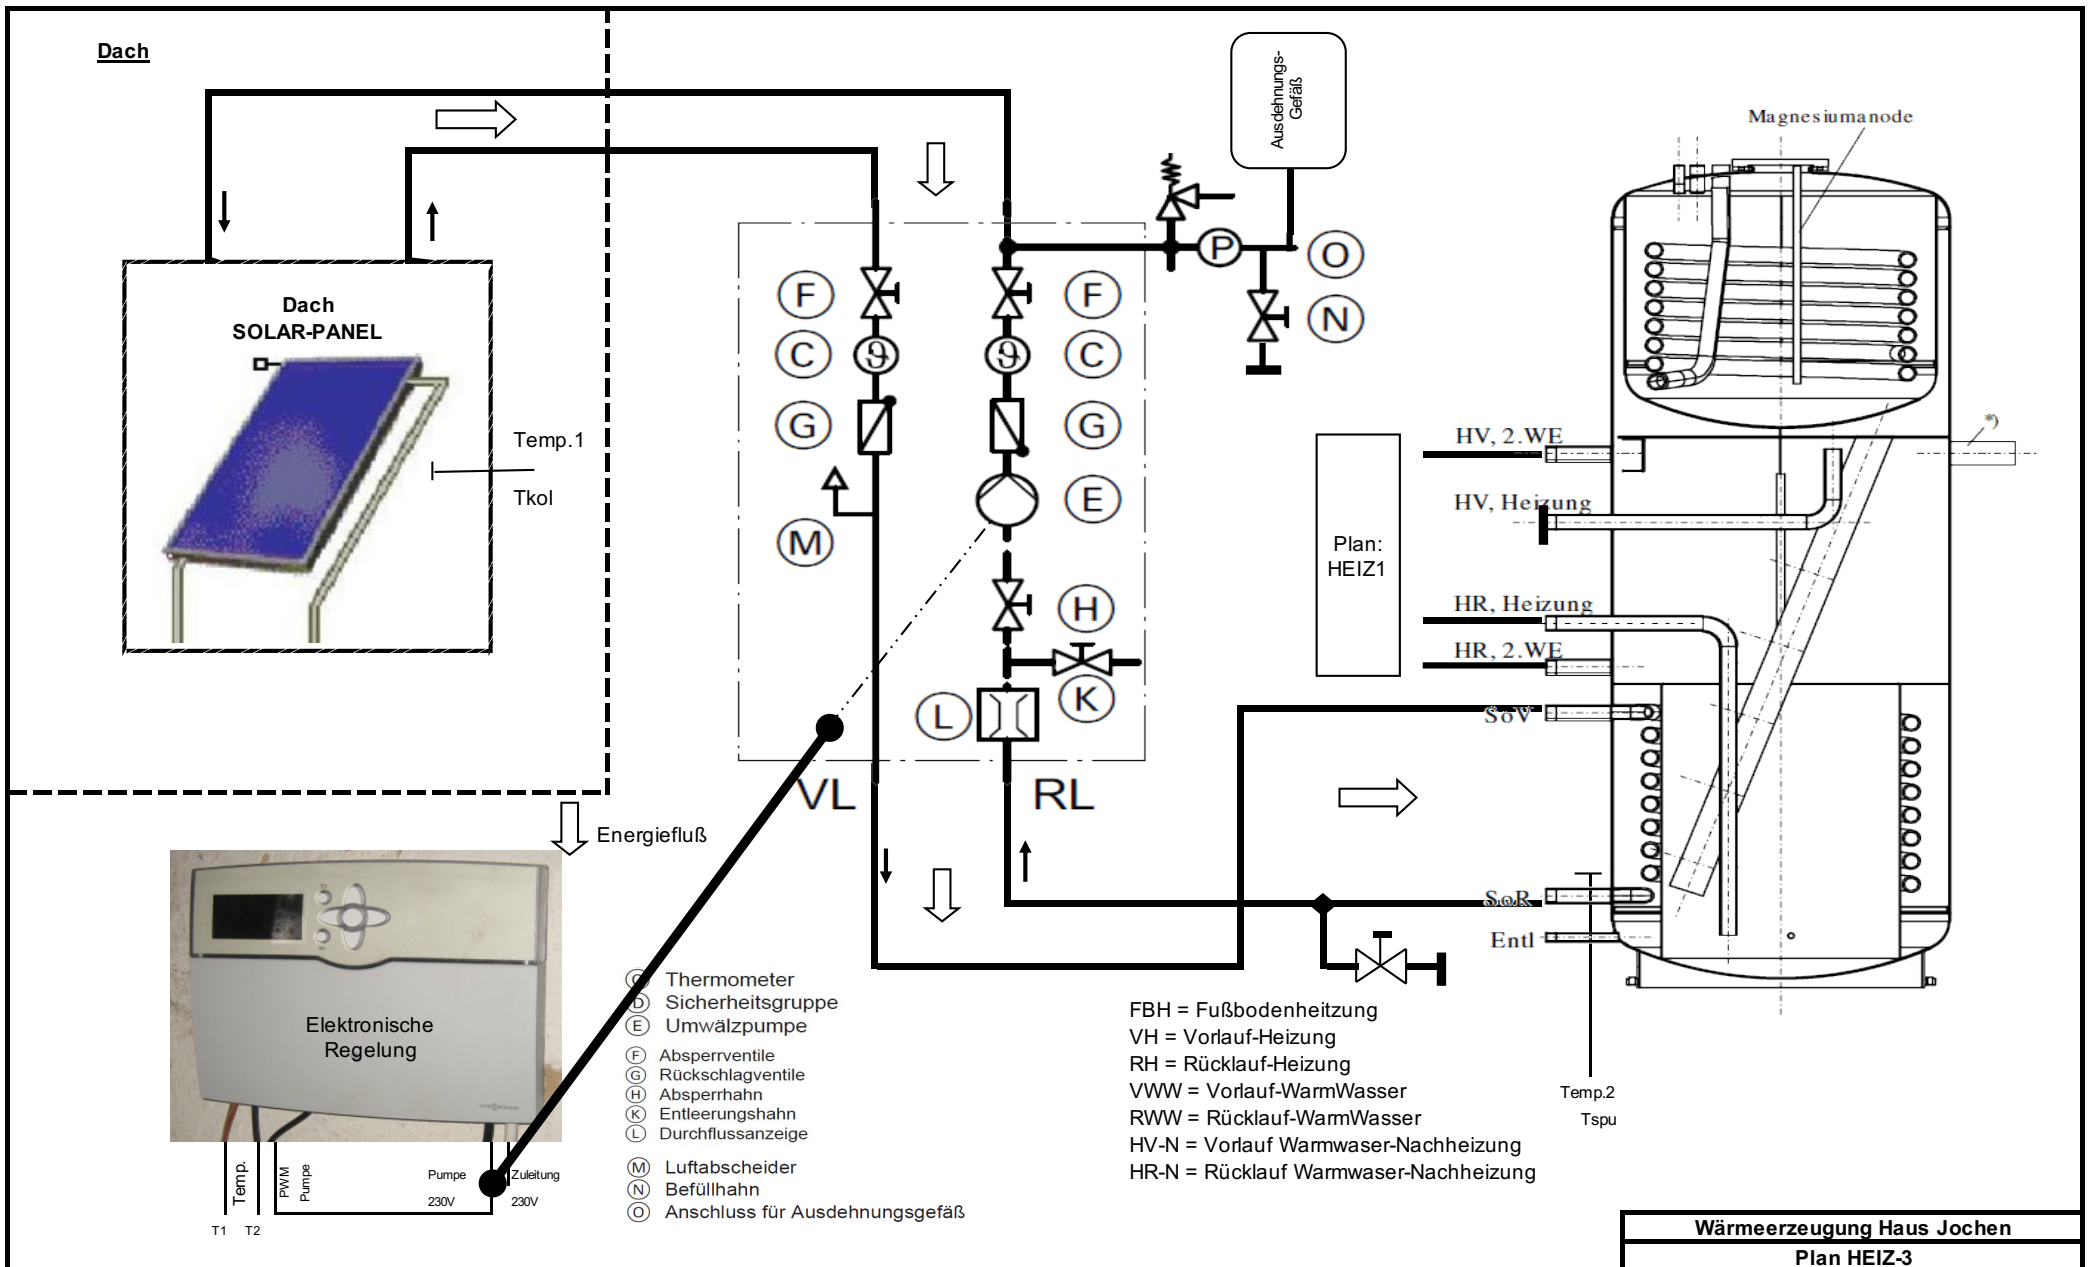 Dach
Ausdehnungs-
Gefäß
Magnesiumanode
Dach
SOLAR-PANEL
Temp.1
Tkol
F
C
G
M
F
C
G
E
H
K
L
P
O
N
ϑ
ϑ
VL
RL
Plan:
HEIZ1
HV, 2.WE
HV, Heizung
HR, Heizung
HR, 2.WE
SoV
SoR
Entl
*)
Temp.2
Tspu
Energiefluß
Elektronische
Regelung
VIESMANN
Temp.
PWM
Pumpe
T1
T2
Pumpe
230V
Zuleitung
230V
C Thermometer
D Sicherheitsgruppe
E Umwälzpumpe
F Absperrventile
G Rückschlagventile
H Absperrhahn
K Entleerungshahn
L Durchflussanzeige
M Luftabscheider
N Befüllhahn
O Anschluss für Ausdehnungsgefäß
FBH = Fußbodenheitzung
VH = Vorlauf-Heizung
RH = Rücklauf-Heizung
VWW = Vorlauf-WarmWasser
RWW = Rücklauf-WarmWasser
HV-N = Vorlauf Warmwaser-Nachheizung
HR-N = Rücklauf Warmwaser-Nachheizung
Wärmeerzeugung Haus Jochen
Plan HEIZ-3